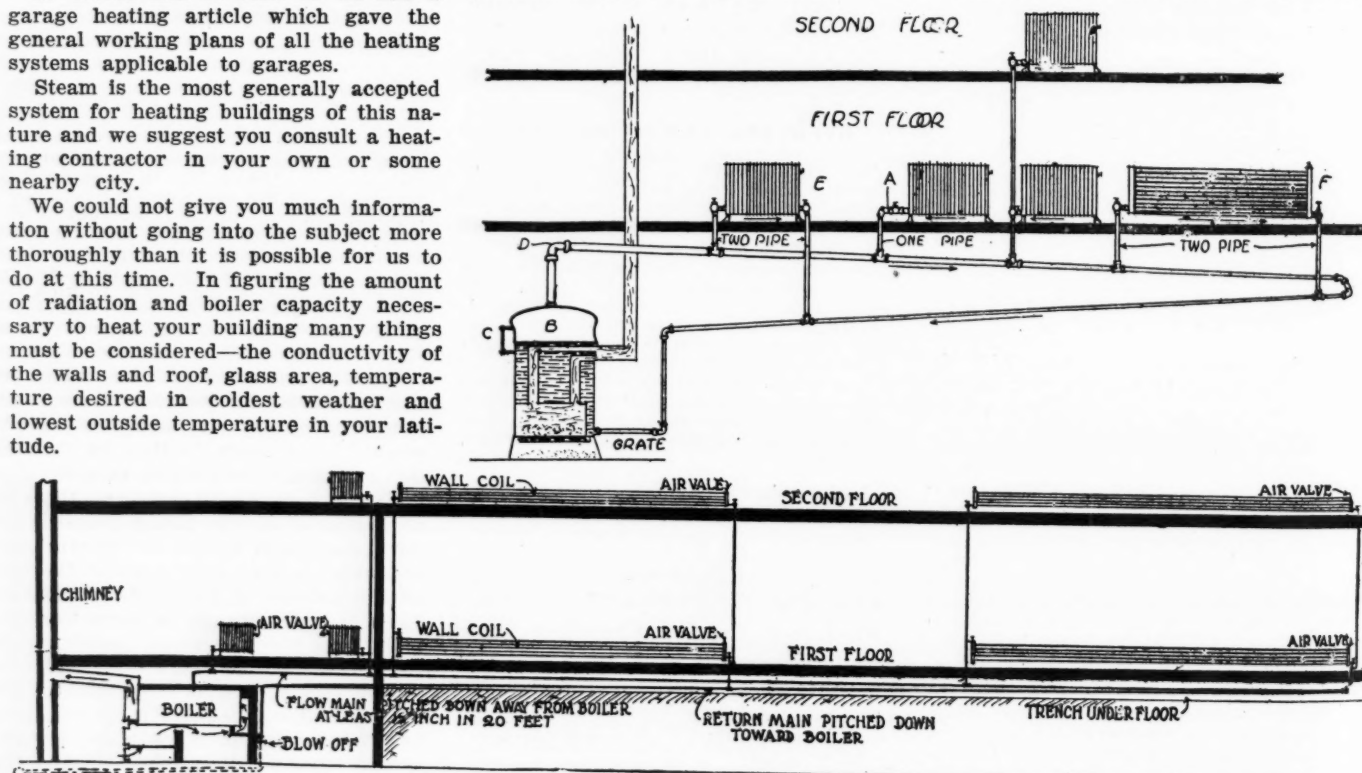 garage heating article which gave the
general working plans of all the heating
systems applicable to garages.
Steam is the most generally accepted
system for heating buildings of this na-
ture and we suggest you consult a heat-
ing contractor in your own or some
nearby city.
We could not give you much informa-
tion without going into the subject more
thoroughly than it is possible for us to
do at this time. In figuring the amount
of radiation and boiler capacity neces-
sary to heat your building many things
must be considered—the conductivity of
the walls and roof, glass area, tempera-
ture desired in coldest weather and
lowest outside temperature in your lati-
tude.
SECOND FLOOR
FIRST FLOOR
E
A
F
D
TWO PIPE
ONE PIPE
TWO PIPE
C
B
GRATE
WALL COIL
AIR VALE
SECOND FLOOR
AIR VALVE
CHIMNEY
AIR VALVE
WALL COIL
AIR VALVE
FIRST FLOOR
AIR VALVE
BOILER
FLOW MAIN PITCHED DOWN AWAY FROM BOILER
AT LEAST INCH IN 20 FEET
RETURN MAIN PITCHED DOWN
TOWARD BOILER
TRENCH UNDER FLOOR
BLOW OFF